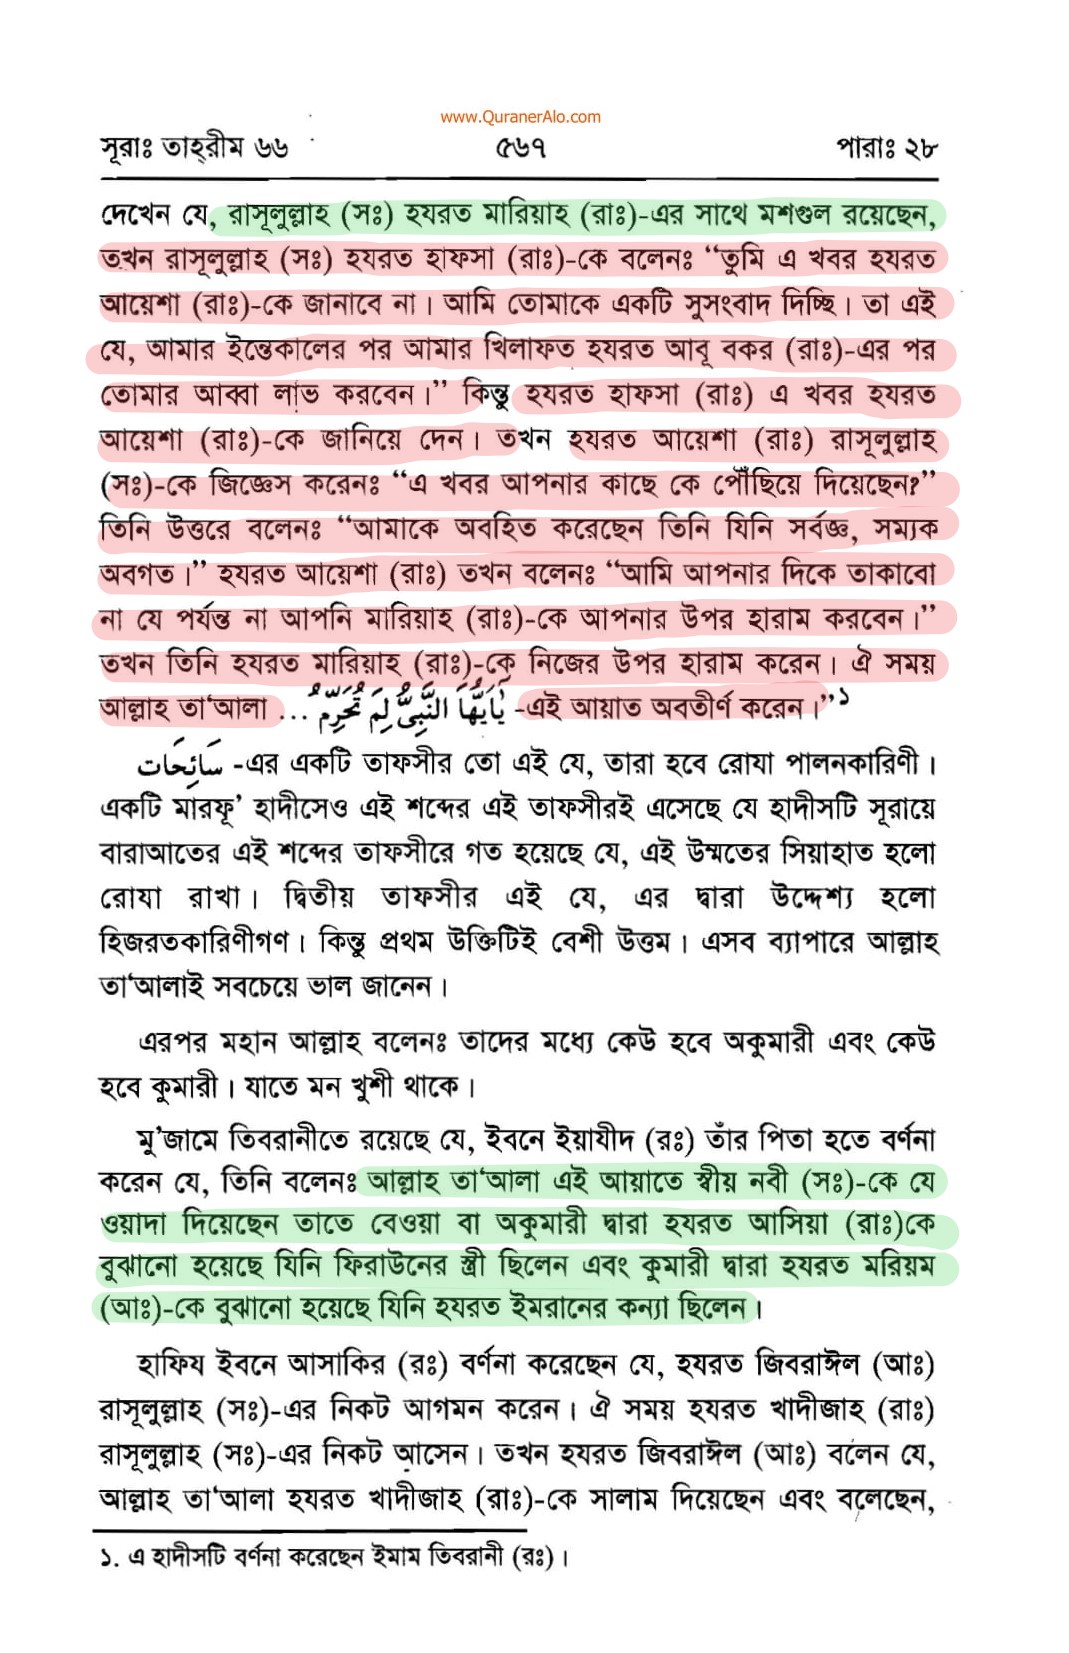 www.QuranerAlo.com
সূরাঃ তাহ্‌রীম ৬৬ ৫৬৭ পারাঃ ২৮
দেখেন যে, রাসূলুল্লাহ (সঃ) হযরত মারিয়াহ (রাঃ)-এর সাথে মশগুল রয়েছেন,
তখন রাসূলুল্লাহ (সঃ) হযরত হাফসা (রাঃ)-কে বলেনঃ “তুমি এ খবর হযরত
আয়েশা (রাঃ)-কে জানাবে না। আমি তোমাকে একটি সুসংবাদ দিচ্ছি। তা এই
যে, আমার ইন্তেকালের পর আমার খিলাফত হযরত আবূ বকর (রাঃ)-এর পর
তোমার আব্বা লাভ করবেন।” কিন্তু হযরত হাফসা (রাঃ) এ খবর হযরত
আয়েশা (রাঃ)-কে জানিয়ে দেন। তখন হযরত আয়েশা (রাঃ) রাসূলুল্লাহ
(সঃ)-কে জিজ্ঞেস করেনঃ “এ খবর আপনার কাছে কে পৌঁছিয়ে দিয়েছেন?”
তিনি উত্তরে বলেনঃ “আমাকে অবহিত করেছেন তিনি যিনি সর্বজ্ঞ, সম্যক
অবগত।” হযরত আয়েশা (রাঃ) তখন বলেনঃ “আমি আপনার দিকে তাকাবো
না যে পর্যন্ত না আপনি মারিয়াহ (রাঃ)-কে আপনার উপর হারাম করবেন।”
তখন তিনি হযরত মারিয়াহ (রাঃ)-কে নিজের উপর হারাম করেন। ঐ সময়
আল্লাহ তা‘আলা ... يٰۤاَيُّهَا النَّبِىُّ لِمَ تُحَرِّمُ -এই আয়াত অবতীর্ণ করেন।”১
سَائِحَات -এর একটি তাফসীর তো এই যে, তারা হবে রোযা পালনকারিণী।
একটি মারফূ’ হাদীসেও এই শব্দের এই তাফসীরই এসেছে যে হাদীসটি সূরায়ে
বারাআতের এই শব্দের তাফসীরে গত হয়েছে যে, এই উম্মতের সিয়াহাত হলো
রোযা রাখা। দ্বিতীয় তাফসীর এই যে, এর দ্বারা উদ্দেশ্য হলো
হিজরতকারিণীগণ। কিন্তু প্রথম উক্তিটিই বেশী উত্তম। এসব ব্যাপারে আল্লাহ
তা‘আলাই সবচেয়ে ভাল জানেন।
এরপর মহান আল্লাহ বলেনঃ তাদের মধ্যে কেউ হবে অকুমারী এবং কেউ
হবে কুমারী। যাতে মন খুশী থাকে।
মু’জামে তিবরানীতে রয়েছে যে, ইবনে ইয়াযীদ (রঃ) তাঁর পিতা হতে বর্ণনা
করেন যে, তিনি বলেনঃ আল্লাহ তা‘আলা এই আয়াতে স্বীয় নবী (সঃ)-কে যে
ওয়াদা দিয়েছেন তাতে বেওয়া বা অকুমারী দ্বারা হযরত আসিয়া (রাঃ)কে
বুঝানো হয়েছে যিনি ফিরাউনের স্ত্রী ছিলেন এবং কুমারী দ্বারা হযরত মরিয়ম
(আঃ)-কে বুঝানো হয়েছে যিনি হযরত ইমরানের কন্যা ছিলেন।
হাফিয ইবনে আসাকির (রঃ) বর্ণনা করেছেন যে, হযরত জিবরাঈল (আঃ)
রাসূলুল্লাহ (সঃ)-এর নিকট আগমন করেন। ঐ সময় হযরত খাদীজাহ (রাঃ)
রাসূলুল্লাহ (সঃ)-এর নিকট আসেন। তখন হযরত জিবরাঈল (আঃ) বলেন যে,
আল্লাহ তা‘আলা হযরত খাদীজাহ (রাঃ)-কে সালাম দিয়েছেন এবং বলেছেন,
১. এ হাদীসটি বর্ণনা করেছেন ইমাম তিবরানী (রঃ)।